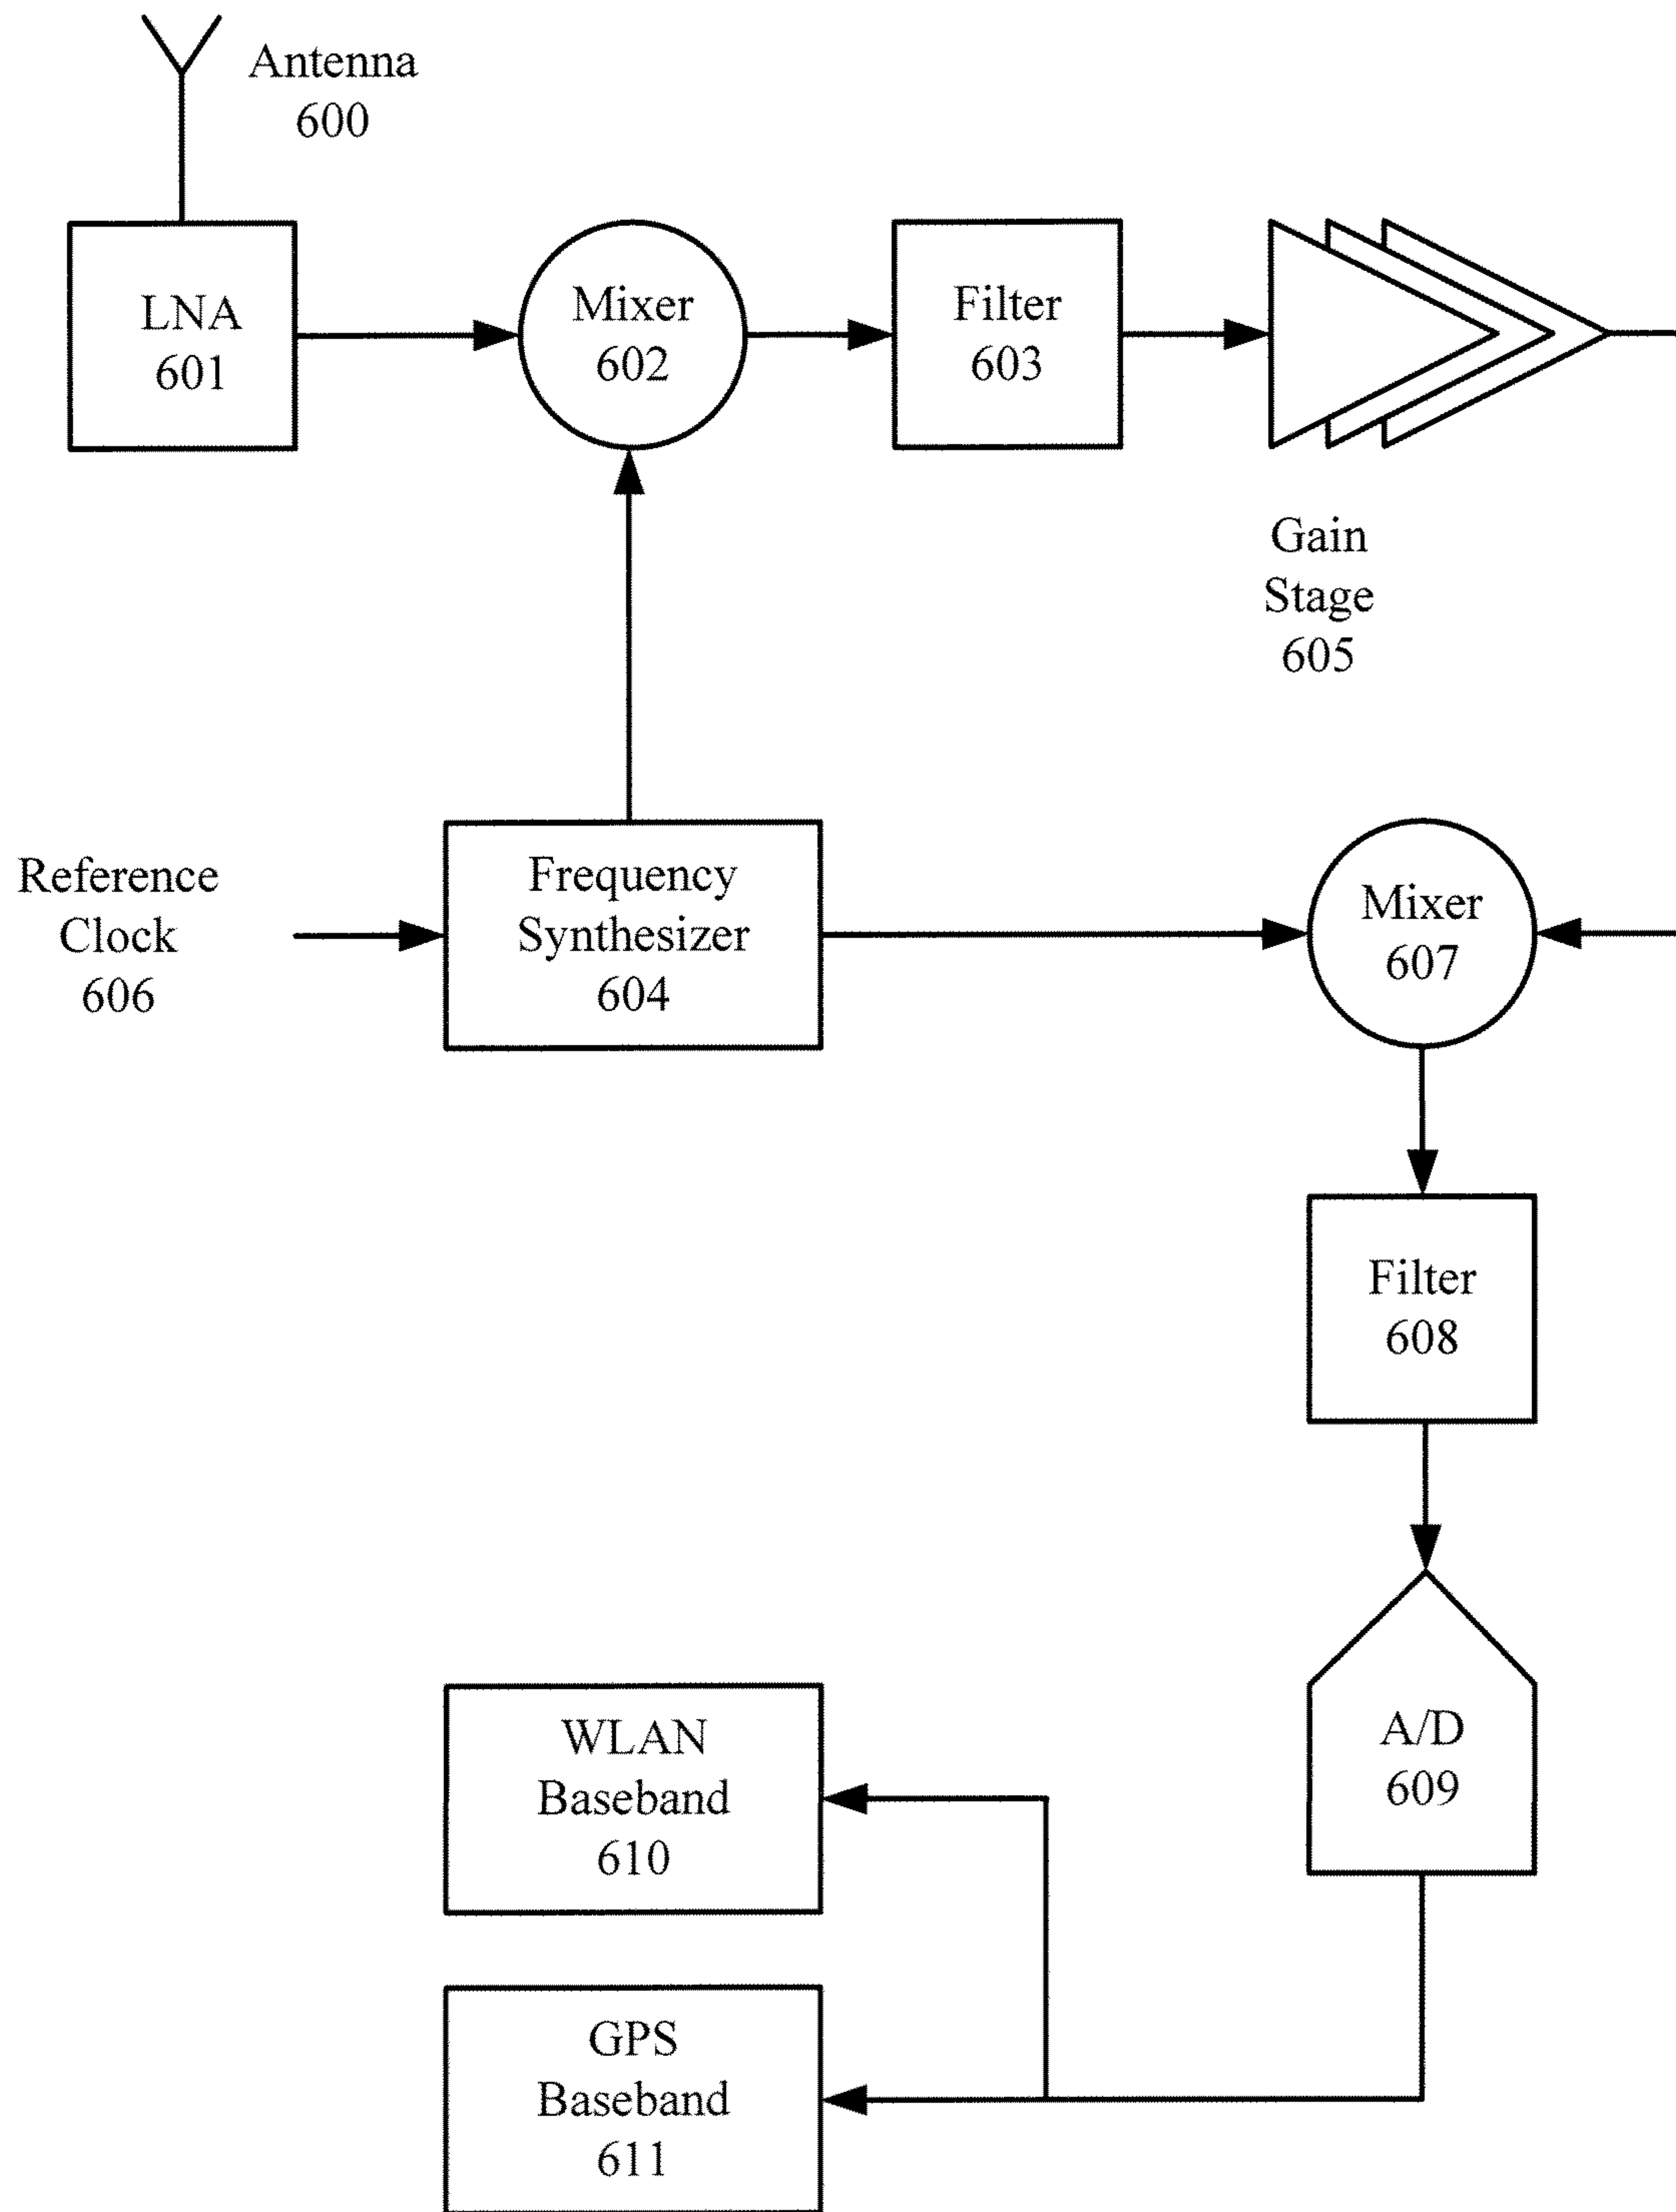 Antenna
600
LNA
601
Mixer
602
Filter
603
Gain
Stage
605
Reference
Clock
606
Frequency
Synthesizer
604
Mixer
607
Filter
608
A/D
609
WLAN
Baseband
610
GPS
Baseband
611